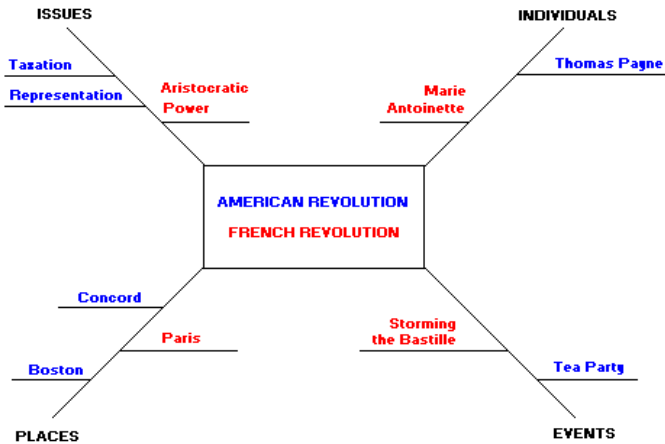 ISSUES
INDIVIDUALS
Taxation
Representation
Aristocratic
Power
Marie
Antoinette
Thomas Payne
AMERICAN REVOLUTION
FRENCH REVOLUTION
Concord
Paris
Boston
Storming
the Bastille
Tea Party
PLACES
EVENTS